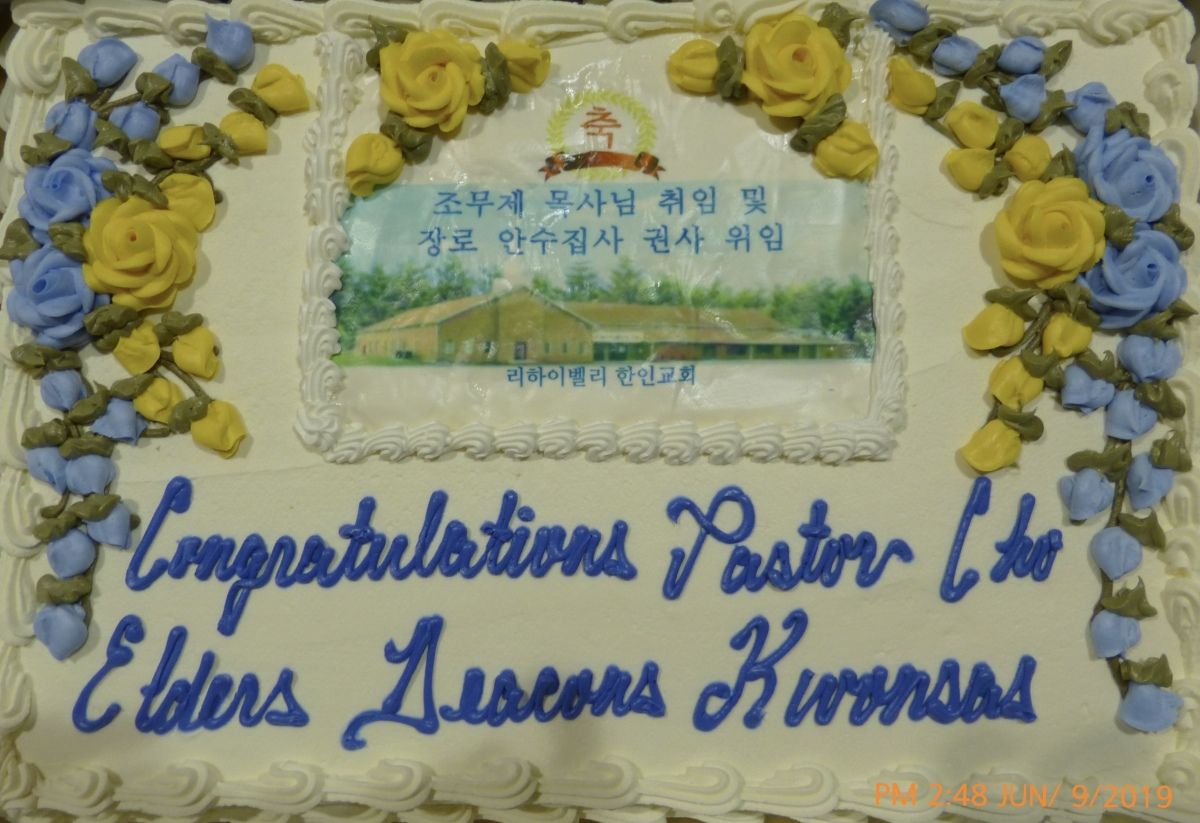 축
조무제 목사님 취임 및
장로 안수집사 권사 위임
리하이벨리 한인교회
Congratulations Pastor Cho
Elders Deacons Kwonsas
PM 2:48 JUN/ 9/2019